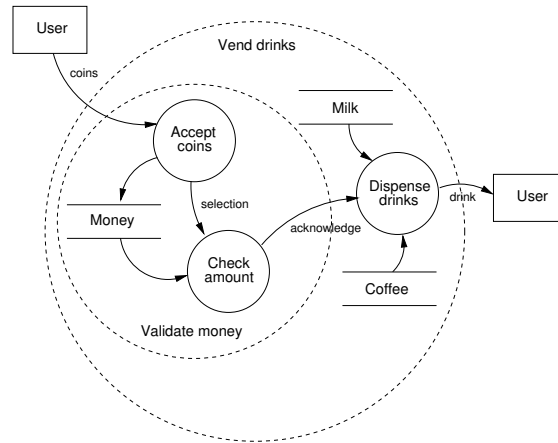 User
Vend drinks
coins
Milk
Accept
coins
Dispense
drinks
User
drink
selection
Money
acknowledge
Check
amount
Coffee
Validate money